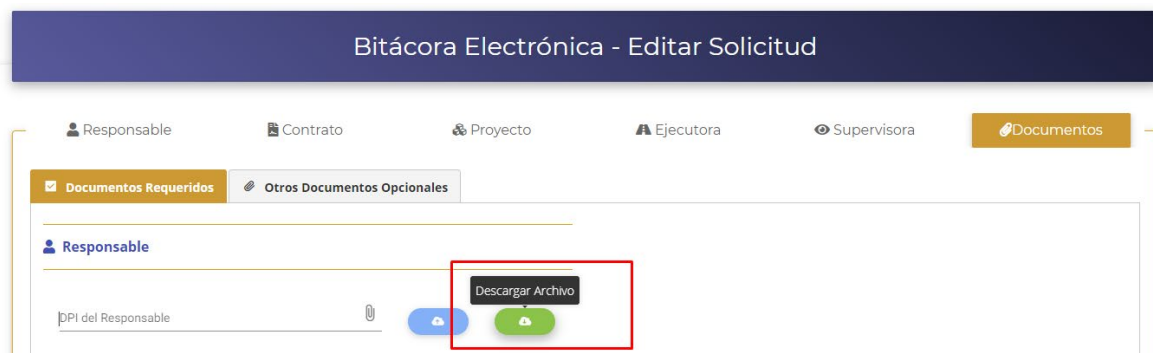 Bitácora Electrónica - Editar Solicitud
Responsable
Contrato
Proyecto
Ejecutora
Supervisora
Documentos
Documentos Requeridos
Otros Documentos Opcionales
Responsable
Descargar Archivo
DPI del Responsable